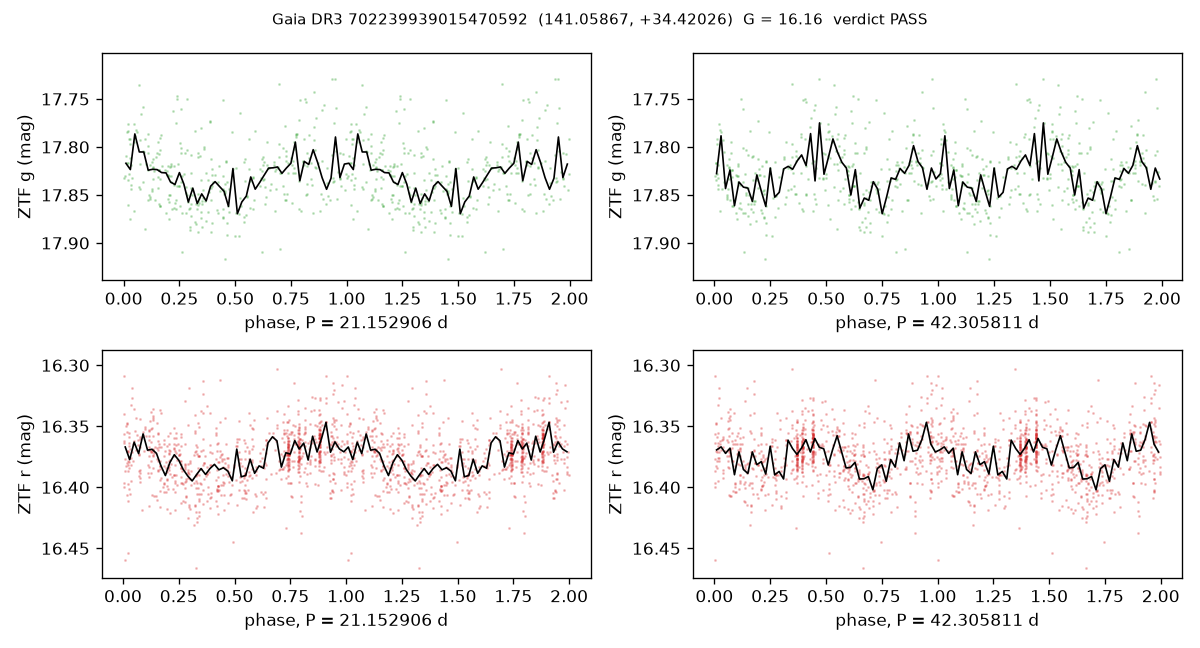 Gaia DR3 702239939015470592 (141.05867, +34.42026) G = 16.16 verdict PASS
ZTF g (mag)
17.75
17.80
17.85
17.90
0.00 0.25 0.50 0.75 1.00 1.25 1.50 1.75 2.00
phase, P = 21.152906 d
ZTF g (mag)
17.75
17.80
17.85
17.90
0.00 0.25 0.50 0.75 1.00 1.25 1.50 1.75 2.00
phase, P = 42.305811 d
ZTF r (mag)
16.30
16.35
16.40
16.45
0.00 0.25 0.50 0.75 1.00 1.25 1.50 1.75 2.00
phase, P = 21.152906 d
ZTF r (mag)
16.30
16.35
16.40
16.45
0.00 0.25 0.50 0.75 1.00 1.25 1.50 1.75 2.00
phase, P = 42.305811 d